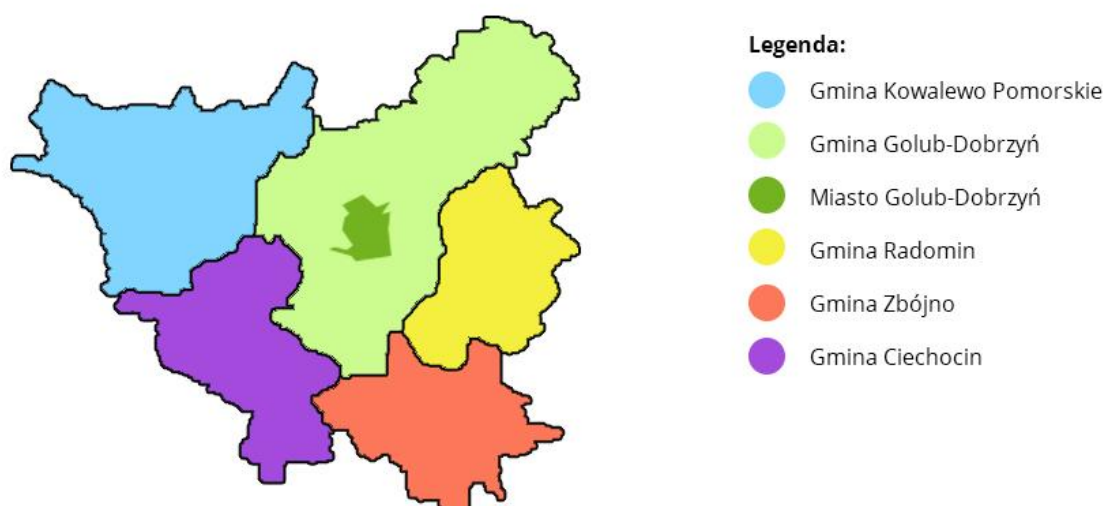 Legenda:
Gmina Kowalewo Pomorskie
Gmina Golub-Dobrzyń
Miasto Golub-Dobrzyń
Gmina Radomin
Gmina Zbójno
Gmina Ciechocin